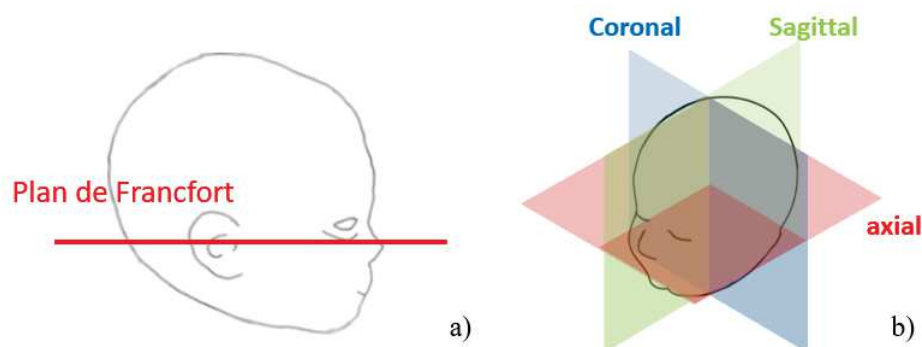 Plan de Francfort
a)
Coronal
Sagittal
axial
b)